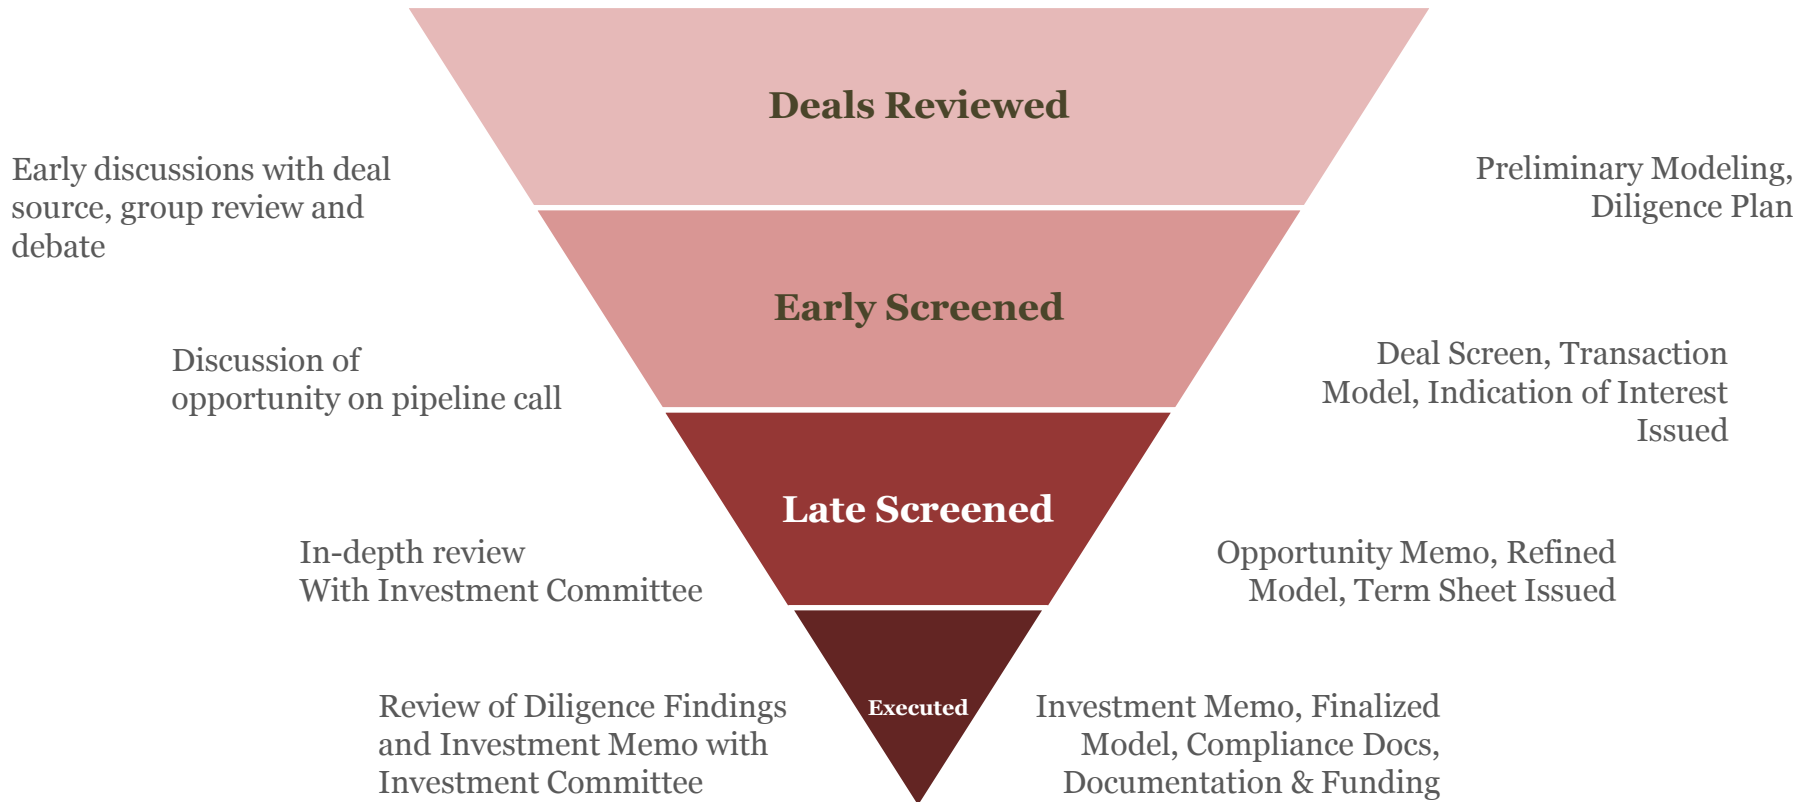 Deals Reviewed
Early discussions with deal
source, group review and
debate
Preliminary Modeling,
Diligence Plan
Early Screened
Discussion of
opportunity on pipeline call
Deal Screen, Transaction
Model, Indication of Interest
Issued
Late Screened
In-depth review
With Investment Committee
Opportunity Memo, Refined
Model, Term Sheet Issued
Executed
Review of Diligence Findings
and Investment Memo with
Investment Committee
Investment Memo, Finalized
Model, Compliance Docs,
Documentation & Funding